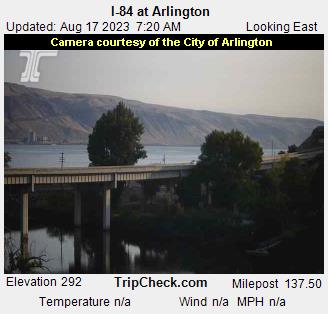 I-84 at Arlington
Updated: Aug 17 2023 7:20 AM Looking East
Camera courtesy of the City of Arlington
Elevation 292 TripCheck.com Milepost 137.50
Temperature n/a Wind n/a MPH n/a